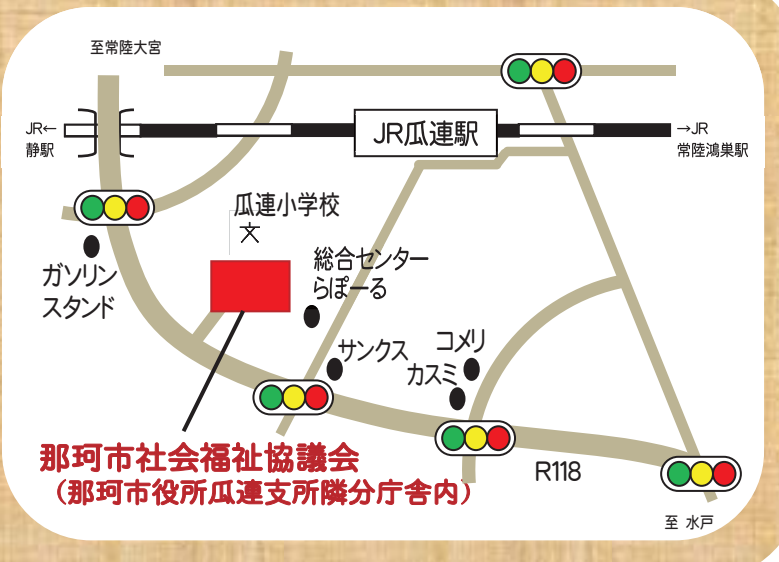 至常陸大宮
JR←
静駅
JR瓜連駅
→JR
常陸鴻巣駅
瓜連小学校
文
ガソリン
スタンド
総合センター
らぽーる
サンクス
コメリ
カスミ
那珂市社会福祉協議会
（那珂市役所瓜連支所隣分庁舎内）
R118
至 水戸